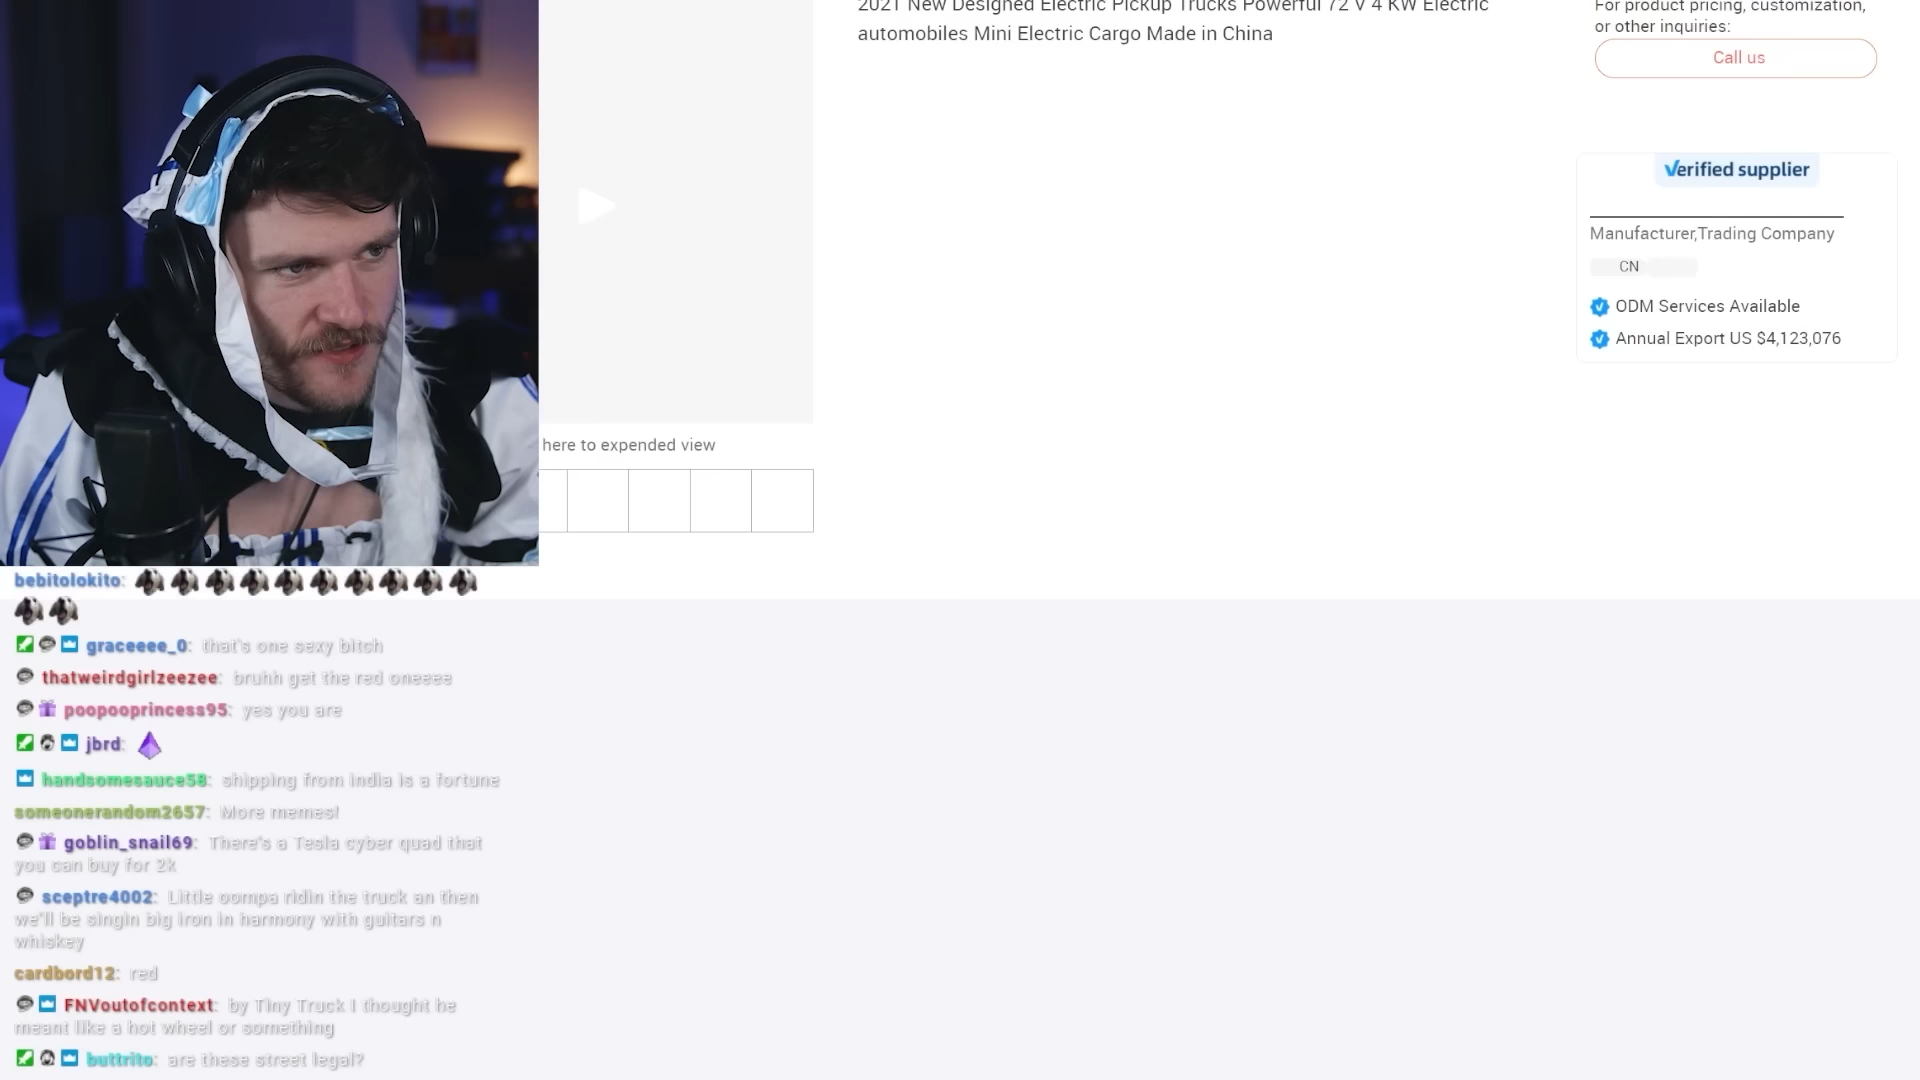 2021 New Designed Electric Pickup Trucks Powerful 72 V 4 KW Electric
automobiles Mini Electric Cargo Made in China
For product pricing, customization,
or other inquiries:
Call us
Verified supplier
Manufacturer,Trading Company
CN
ODM Services Available
Annual Export US $4,123,076
here to expended view
bebitolokito:
graceeee_0: that's one sexy bitch
thatweirdgirlzeezee: bruhh get the red oneeee
poopooprincess95: yes you are
jbrd:
handsomesauce58: shipping from india is a fortune
someonerandom2657: More memes!
goblin_snail69: There's a Tesla cyber quad that
you can buy for 2k
sceptre4002: Little oompa ridin the truck an then
we'll be singin big iron in harmony with guitars n
whiskey
cardbord12: red
FNVoutofcontext: by Tiny Truck I thought he
meant like a hot wheel or something
buttrito: are these street legal?